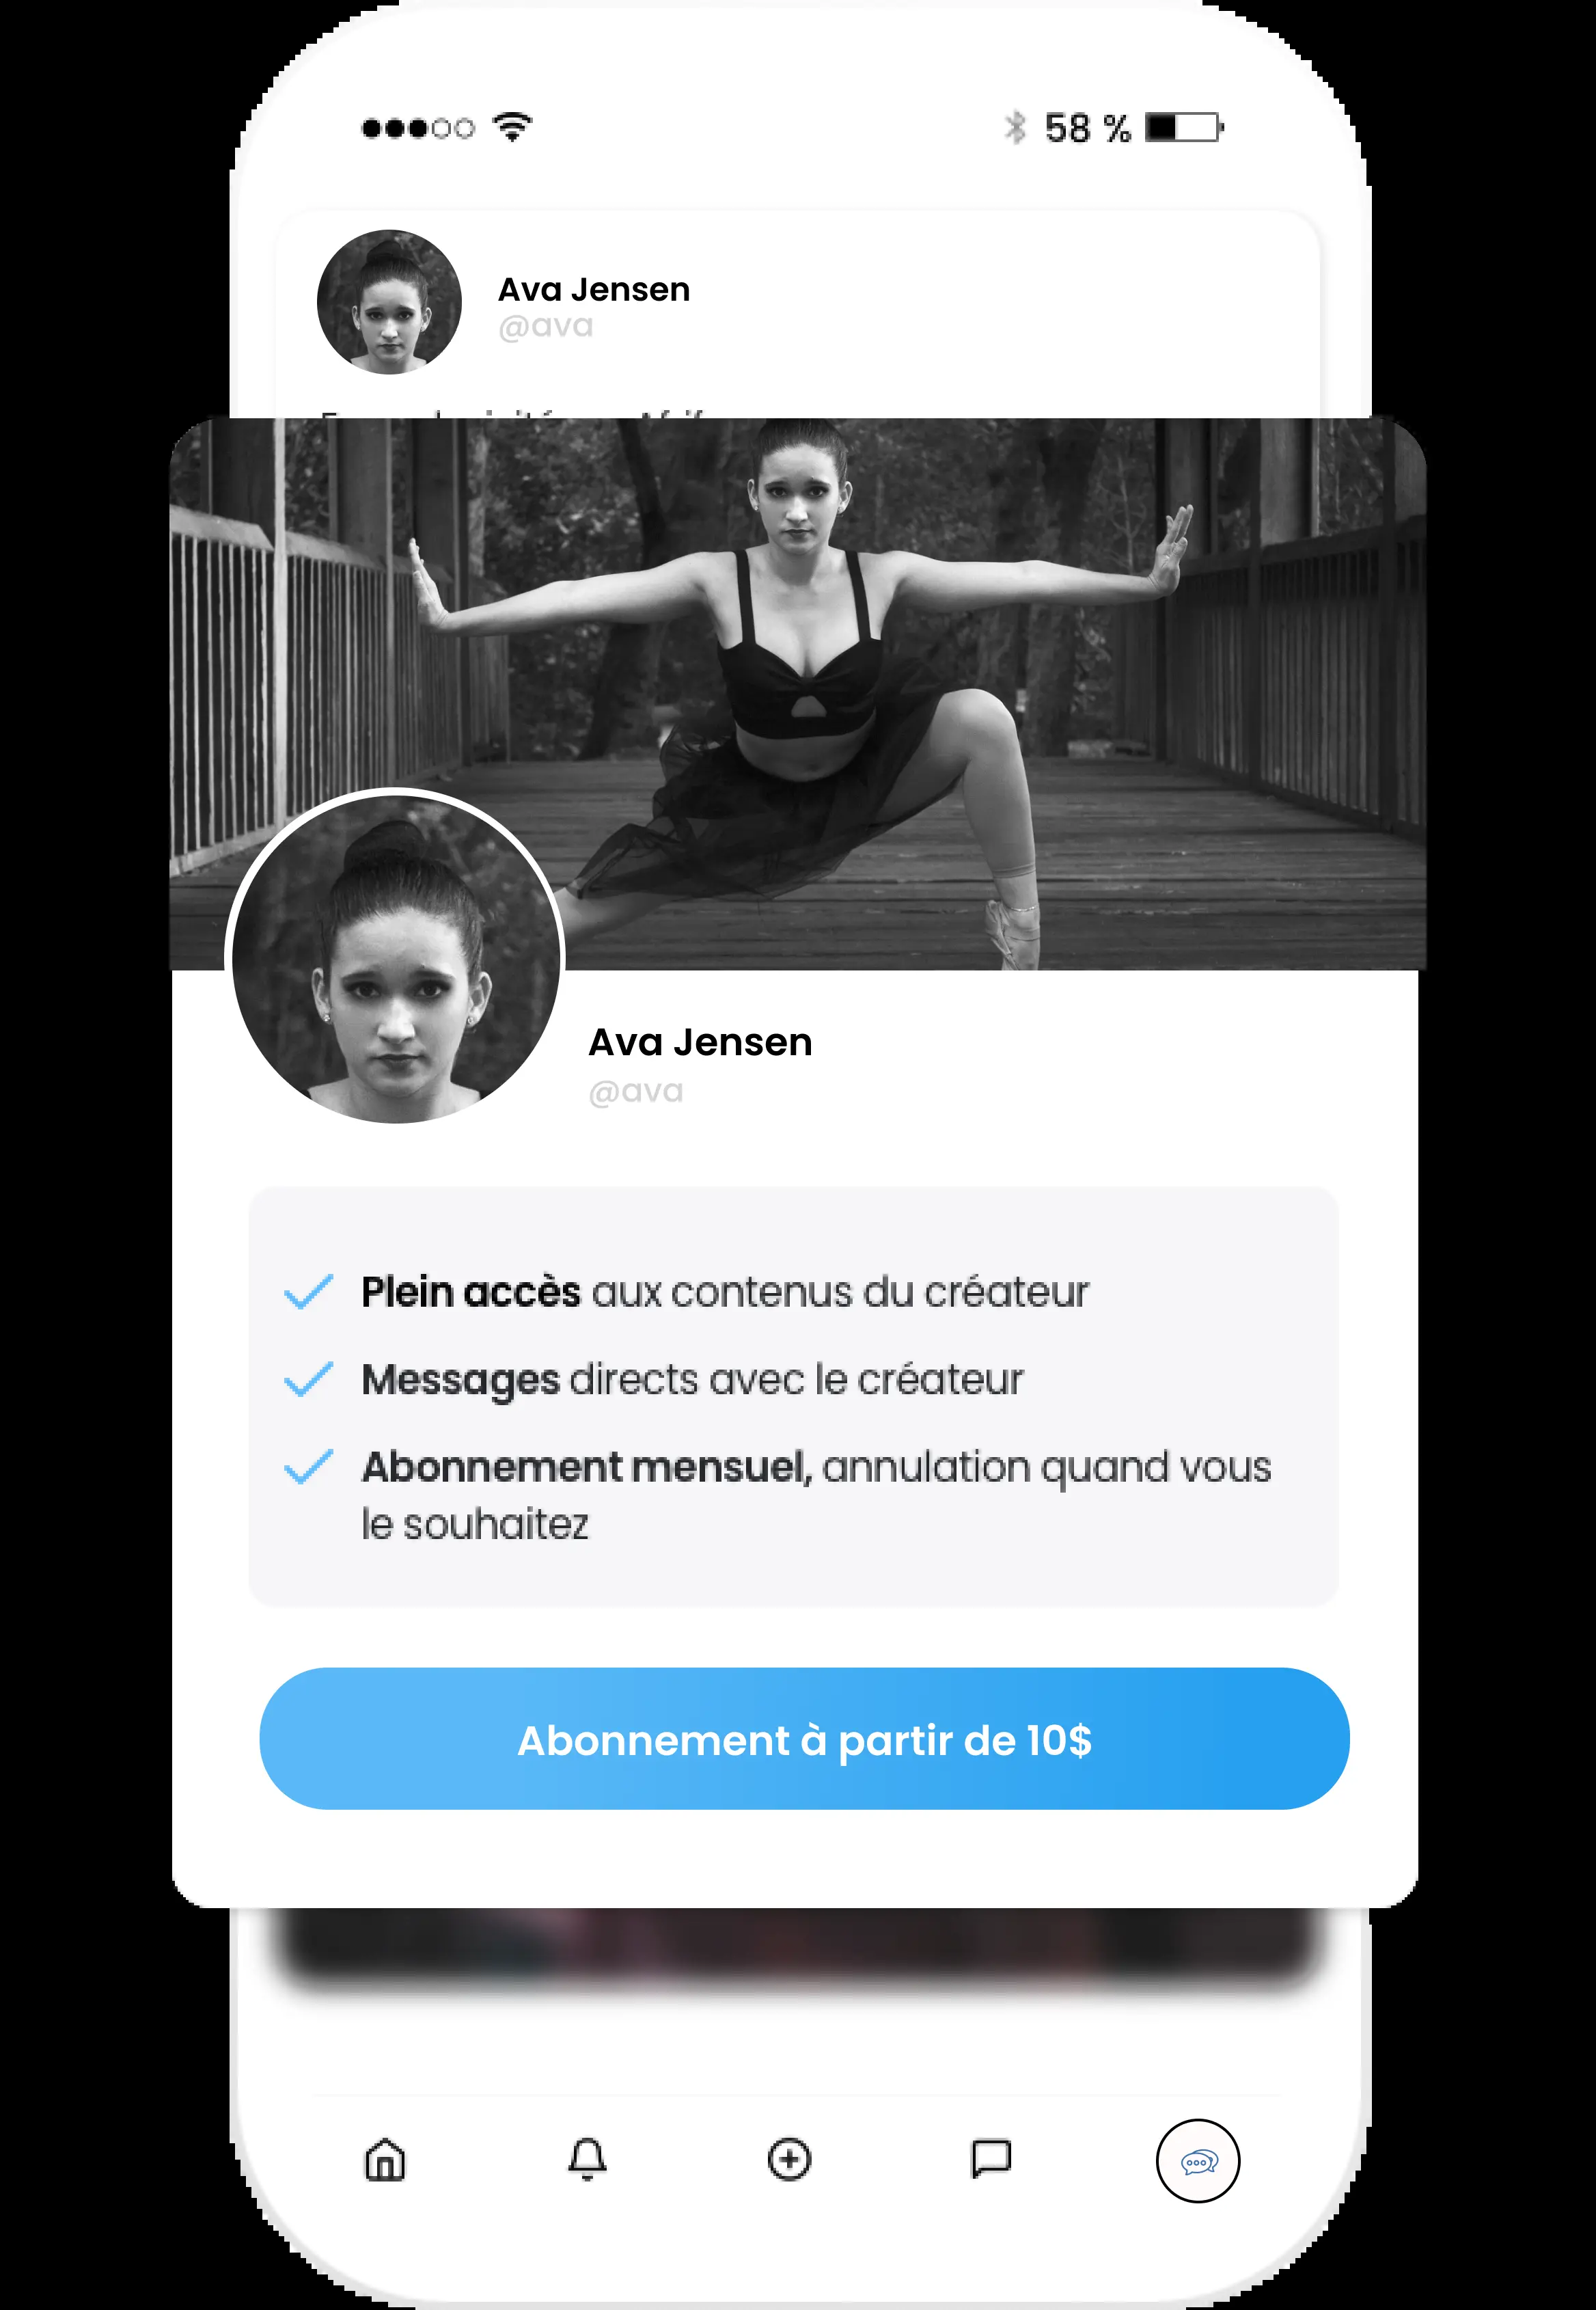 58 %
Ava Jensen
@ava
Ava Jensen
@ava
Plein accès aux contenus du créateur
Messages directs avec le créateur
Abonnement mensuel, annulation quand vous
le souhaitez
Abonnement à partir de 10$